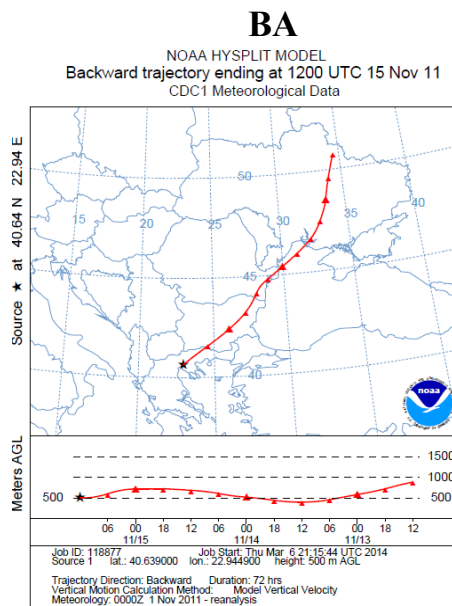 BA
NOAA HYSPLIT MODEL
Backward trajectory ending at 1200 UTC 15 Nov 11
CDC1 Meteorological Data
Source ★ at 40.64 N 22.94 E
50
40
15
20
25
30
35
45
40
noaa
Meters AGL
1500
1000
500
500
06 00 18 12 06 00 18 12 06 00 18 12
11/15 11/14 11/13
Job ID: 118877 Job Start: Thu Mar 6 21:15:44 UTC 2014
Source 1 lat.: 40.639000 lon.: 22.944900 height: 500 m AGL
Trajectory Direction: Backward Duration: 72 hrs
Vertical Motion Calculation Method: Model Vertical Velocity
Meteorology: 0000Z 1 Nov 2011 - reanalysis